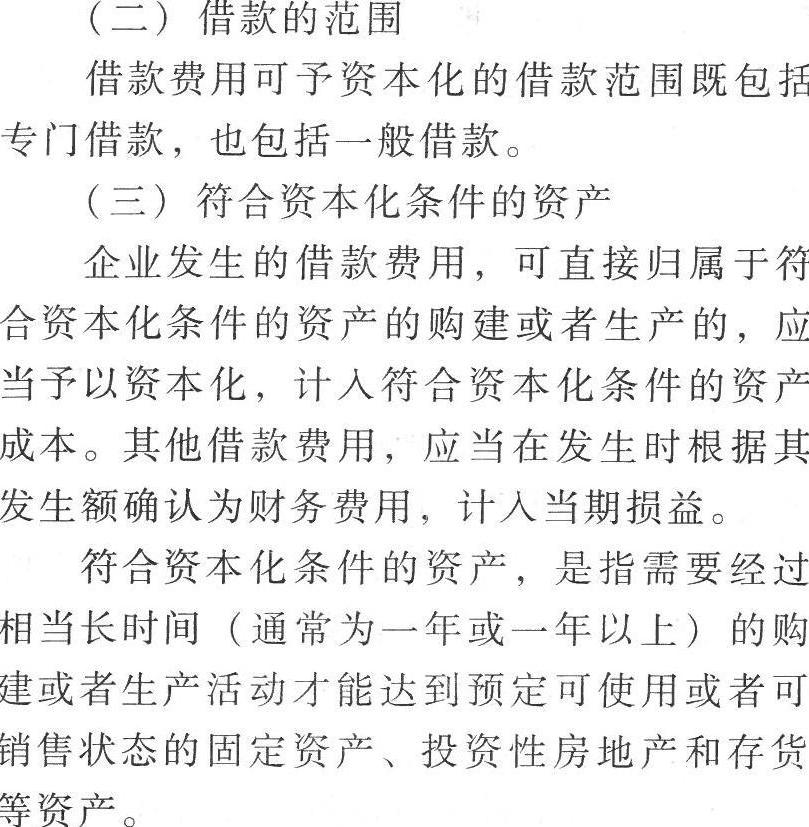 （二）借款的范围
借款费用可予资本化的借款范围既包括
专门借款，也包括一般借款。
（三）符合资本化条件的资产
企业发生的借款费用，可直接归属于符
合资本化条件的资产的购建或者生产的，应
当予以资本化，计入符合资本化条件的资产
成本。其他借款费用，应当在发生时根据其
发生额确认为财务费用，计入当期损益。
符合资本化条件的资产，是指需要经过
相当长时间（通常为一年或一年以上）的购
建或者生产活动才能达到预定可使用或者可
销售状态的固定资产、投资性房地产和存货
等资产。